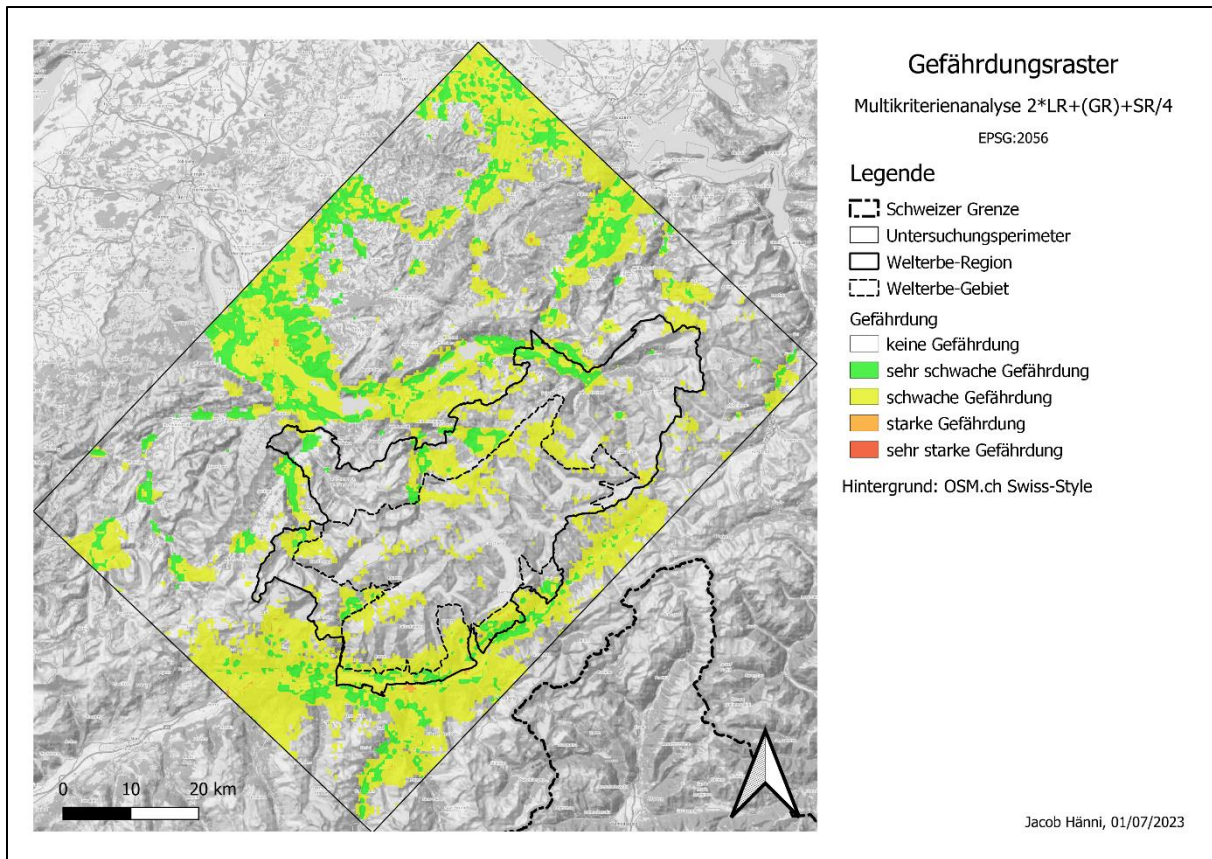 Gefährdungsraster
Multikriterienanalyse 2*LR+(GR)+SR/4
EPSG:2056
Legende
Schweizer Grenze
Untersuchungsperimeter
Welterbe-Region
Welterbe-Gebiet
Gefährdung
keine Gefährdung
sehr schwache Gefährdung
schwache Gefährdung
starke Gefährdung
sehr starke Gefährdung
Hintergrund: OSM.ch Swiss-Style
0 10 20 km
Jacob Hänni, 01/07/2023